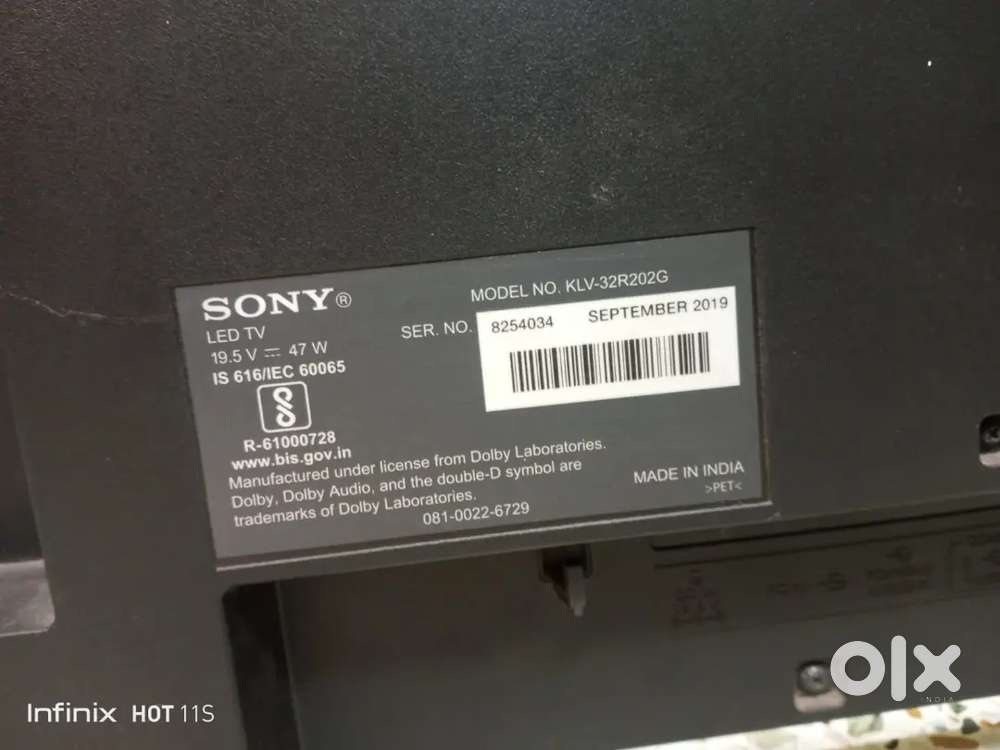 SONY®
LED TV
19.5 V ⎓ 47 W
IS 616/IEC 60065
R-61000728
www.bis.gov.in
MODEL NO. KLV-32R202G
SER. NO. 8254034 SEPTEMBER 2019
Manufactured under license from Dolby Laboratories.
Dolby, Dolby Audio, and the double-D symbol are
trademarks of Dolby Laboratories.
081-0022-6729
MADE IN INDIA
>PET<
Infinix HOT 11S
olx
INDIA